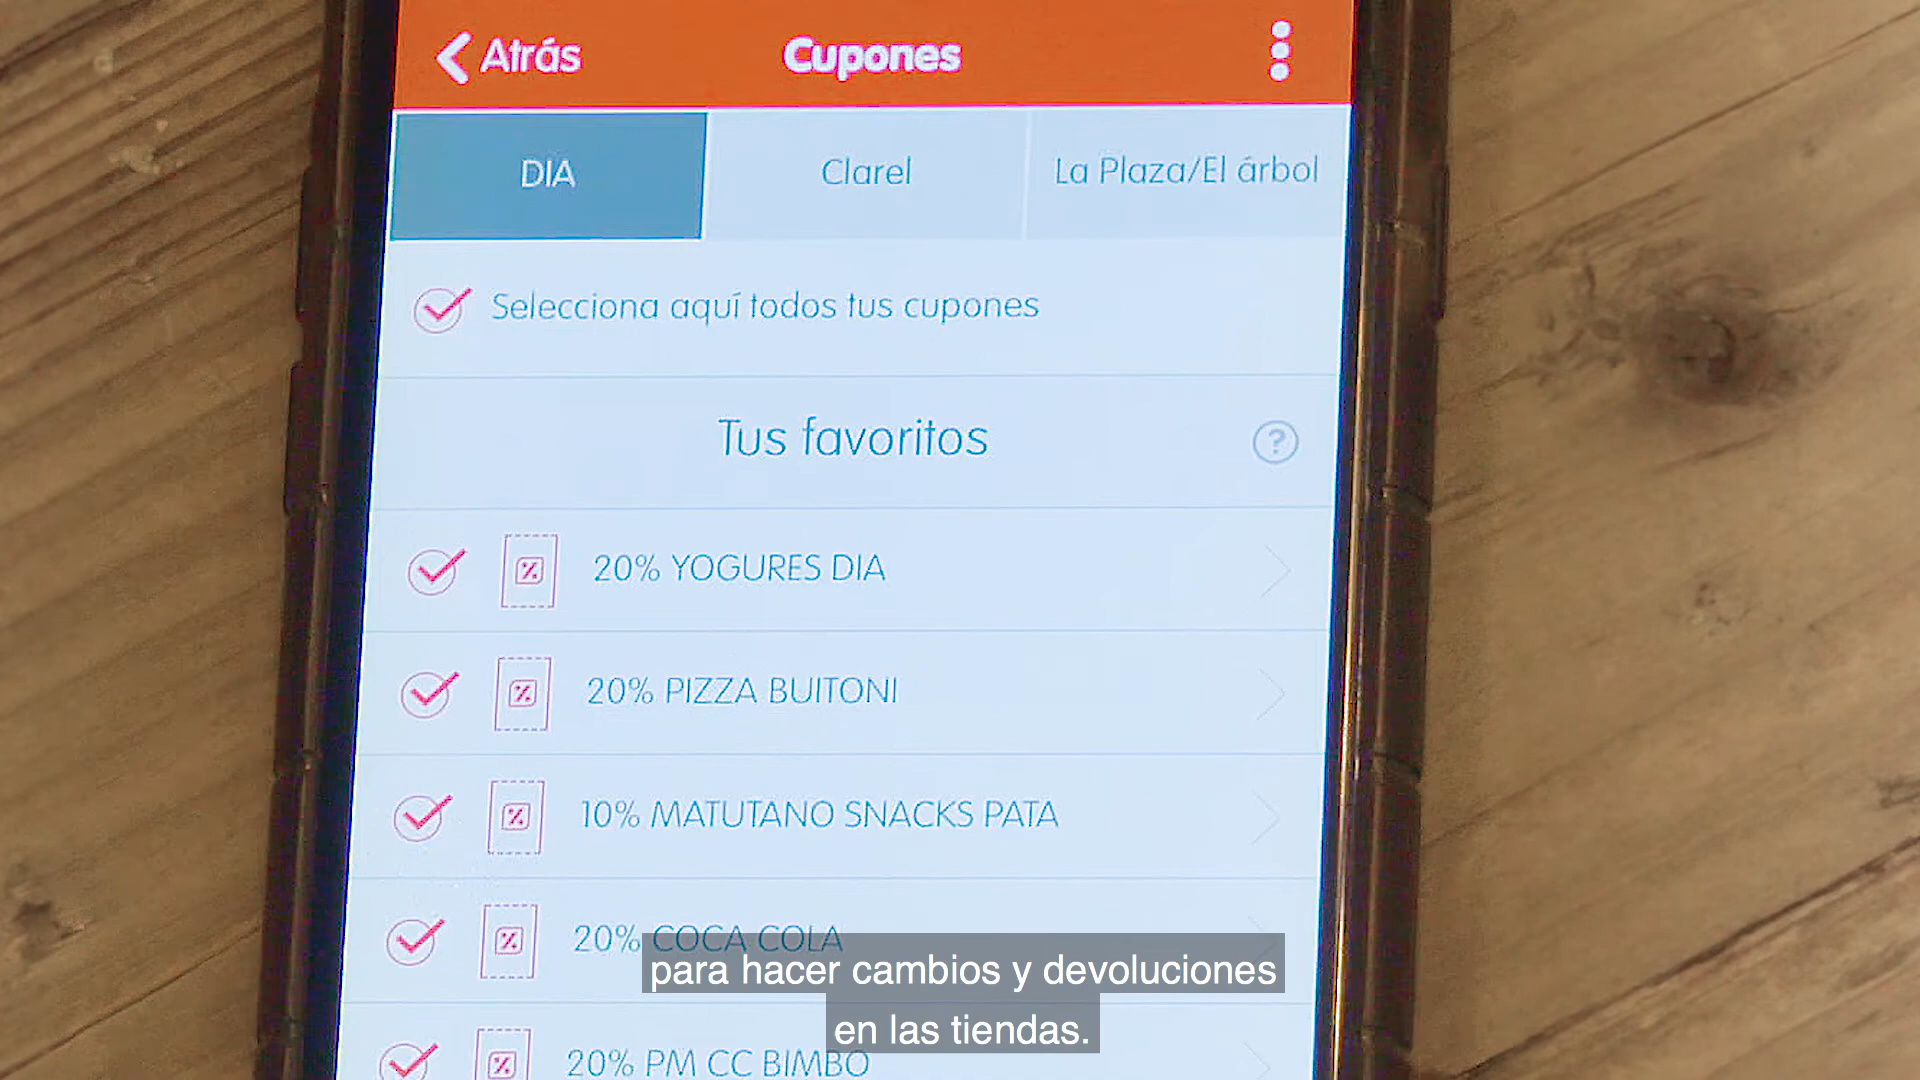 Atrás
Cupones
DIA
Clarel
La Plaza/El árbol
Selecciona aquí todos tus cupones
Tus favoritos
?
20% YOGURES DIA
20% PIZZA BUITONI
10% MATUTANO SNACKS PATA
20% COCA COLA
para hacer cambios y devoluciones
en las tiendas.
20% PM CC BIMBO